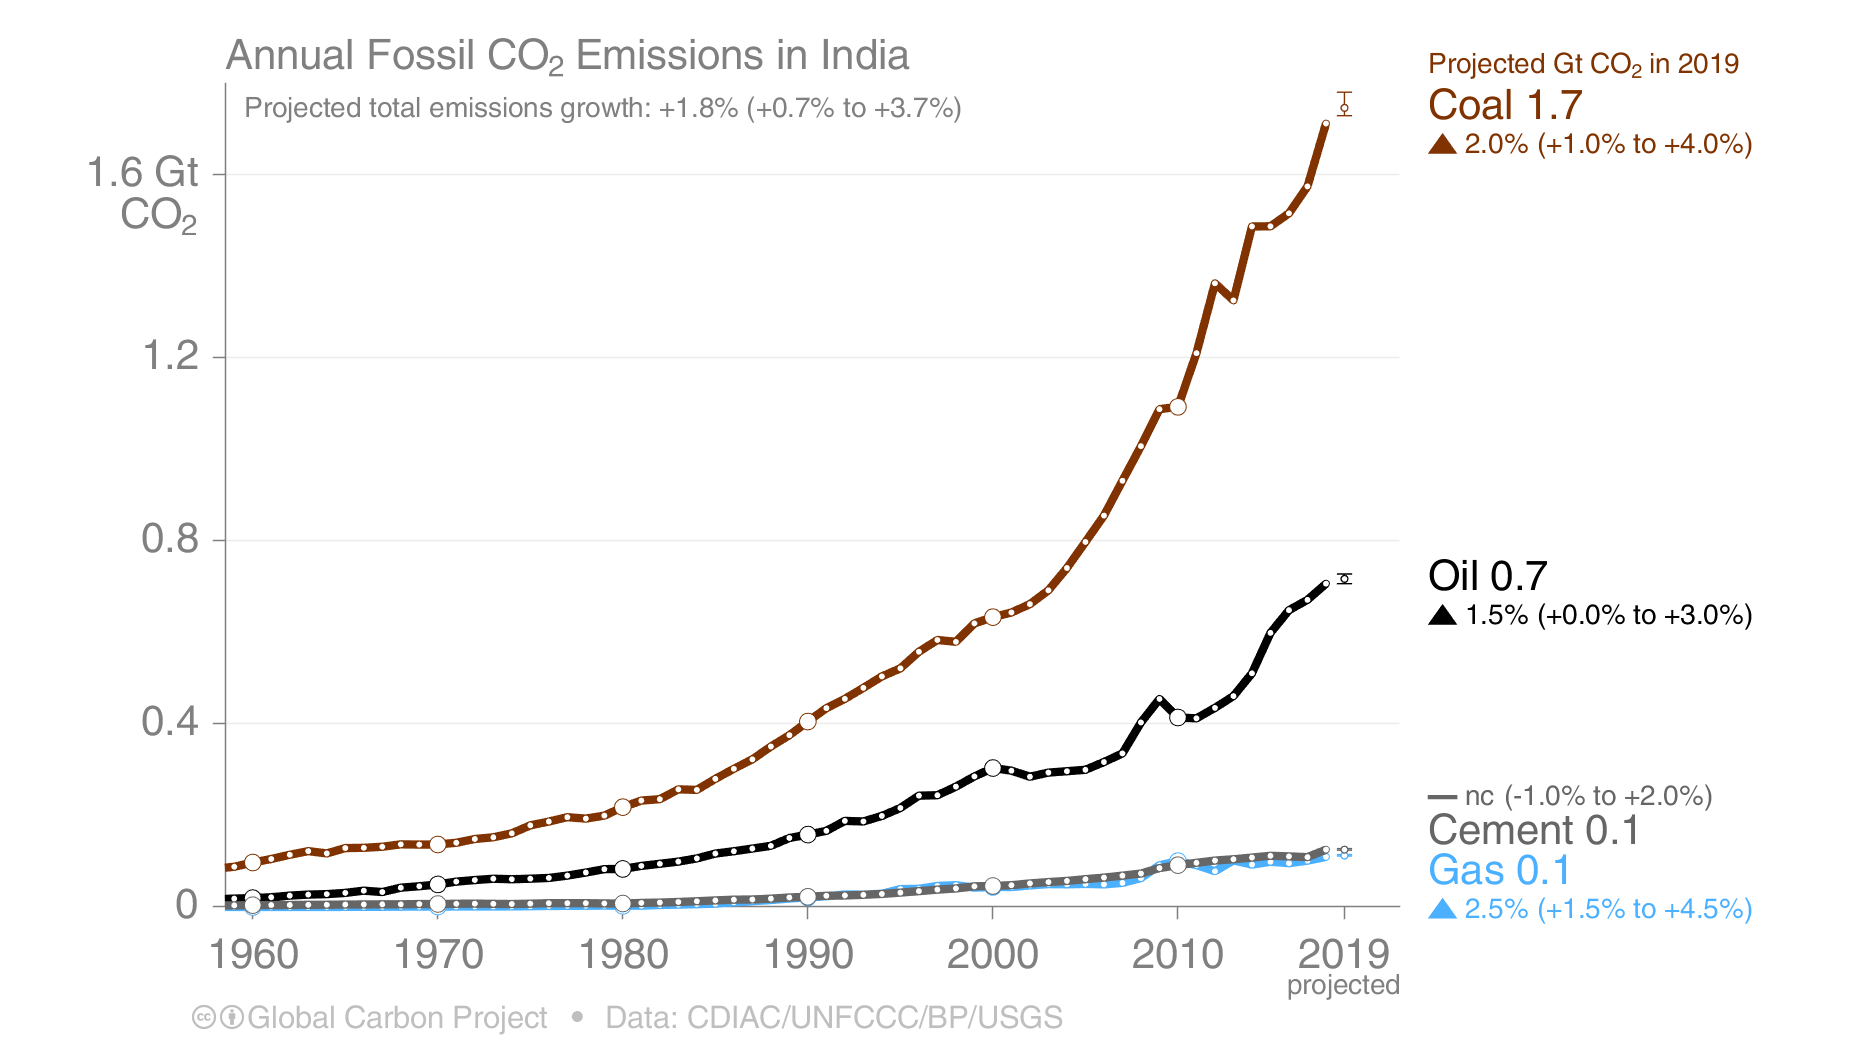 Annual Fossil CO₂ Emissions in India
Projected total emissions growth: +1.8% (+0.7% to +3.7%)
Projected Gt CO₂ in 2019
Coal 1.7
▲ 2.0% (+1.0% to +4.0%)
1.6 Gt
CO₂
1.2
0.8
0.4
0
Oil 0.7
▲ 1.5% (+0.0% to +3.0%)
nc (-1.0% to +2.0%)
Cement 0.1
Gas 0.1
▲ 2.5% (+1.5% to +4.5%)
1960 1970 1980 1990 2000 2010 2019
projected
cc Global Carbon Project • Data: CDIAC/UNFCCC/BP/USGS